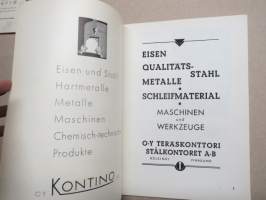 Eisen und Stahl
Hartmetalle
Metalle
Maschinen
Chemisch-technische
Produkte
OY KONTINO
EISEN
QUALITÄTS-
STAHL
METALLE
SCHLEIFMATERIAL
MASCHINEN
und
WERKZEUGE
O-Y TERÄSKONTTORI
STÅLKONTORET A-B
HELSINKI